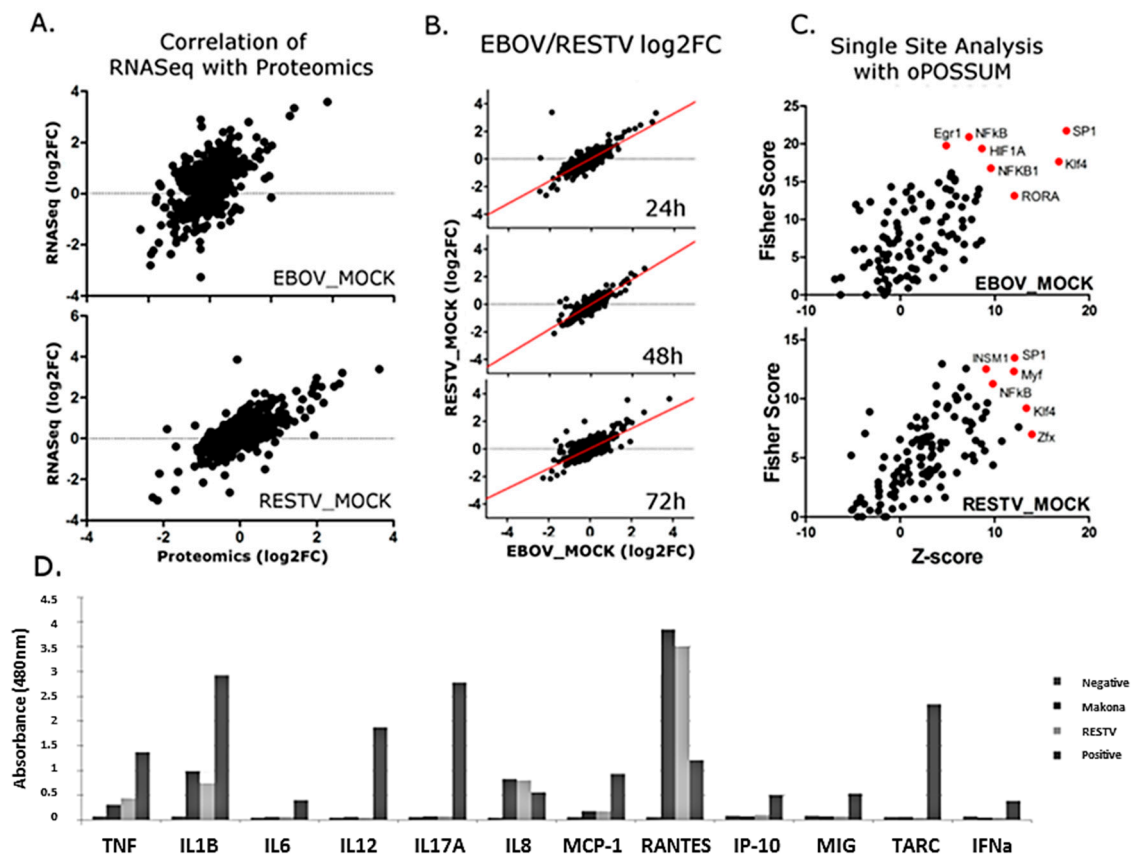 A.
Correlation of
RNASeq with Proteomics
RNASeq (log2FC)
4
2
0
-2
-4
EBOV_MOCK
RNASeq (log2FC)
4
2
0
-2
-4
RESTV_MOCK
-4
-2
0
2
4
Proteomics (log2FC)
B.
EBOV/RESTV log2FC
RESTV_MOCK (log2FC)
4
2
0
-2
-4
24h
4
2
0
-2
-4
48h
4
2
0
-2
-4
72h
-4
-2
0
2
4
EBOV_MOCK (log2FC)
C.
Single Site Analysis
with oPOSSUM
Fisher Score
25
20
15
10
5
0
Egr1
NFkB
SP1
HIF1A
NFKB1
Klf4
RORA
EBOV_MOCK
-10
0
10
20
Fisher Score
15
10
5
0
INSM1
SP1
Myf
NFkB
Klf4
Zfx
RESTV_MOCK
-10
0
10
20
Z-score
D.
Absorbance (480nm)
4.5
4
3.5
3
2.5
2
1.5
1
0.5
0
TNF
IL1B
IL6
IL12
IL17A
IL8
MCP-1
RANTES
IP-10
MIG
TARC
IFNa
Negative
Makona
RESTV
Positive